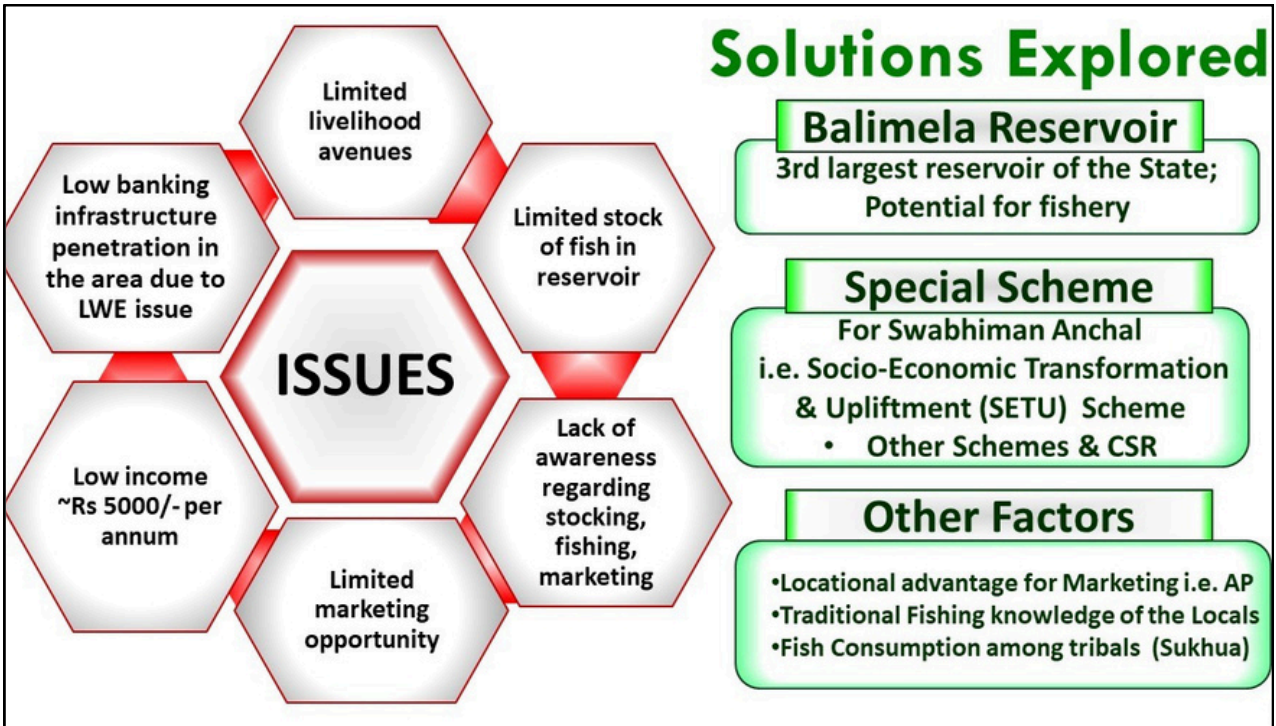 Limited
livelihood
avenues
Low banking
infrastructure
penetration in
the area due to
LWE issue
Limited stock
of fish in
reservoir
ISSUES
Low income
~Rs 5000/- per
annum
Lack of
awareness
regarding
stocking,
fishing,
marketing
Limited
marketing
opportunity
Solutions Explored
Balimela Reservoir
3rd largest reservoir of the State;
Potential for fishery
Special Scheme
For Swabhiman Anchal
i.e. Socio-Economic Transformation
& Upliftment (SETU) Scheme
• Other Schemes & CSR
Other Factors
•Locational advantage for Marketing i.e. AP
•Traditional Fishing knowledge of the Locals
•Fish Consumption among tribals (Sukhua)